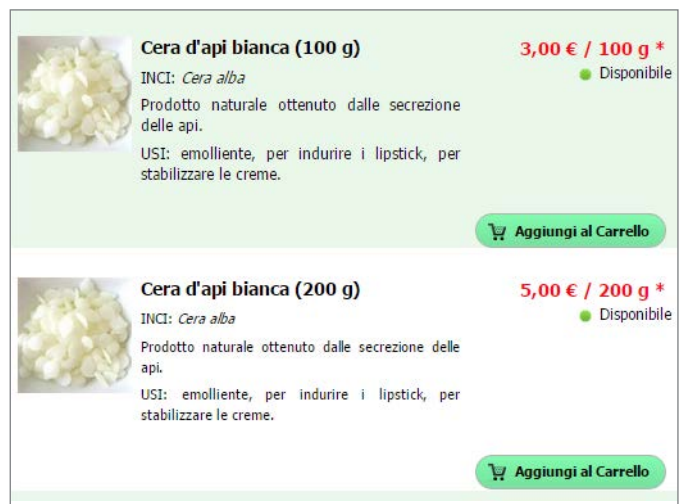 Cera d'api bianca (100 g)
3,00 € / 100 g *
INCI: Cera alba
Disponibile
Prodotto naturale ottenuto dalle secrezione
delle api.
USI: emolliente, per indurire i lipstick, per
stabilizzare le creme.
Aggiungi al Carrello
Cera d'api bianca (200 g)
5,00 € / 200 g *
INCI: Cera alba
Disponibile
Prodotto naturale ottenuto dalle secrezione delle
api.
USI: emolliente, per indurire i lipstick, per
stabilizzare le creme.
Aggiungi al Carrello